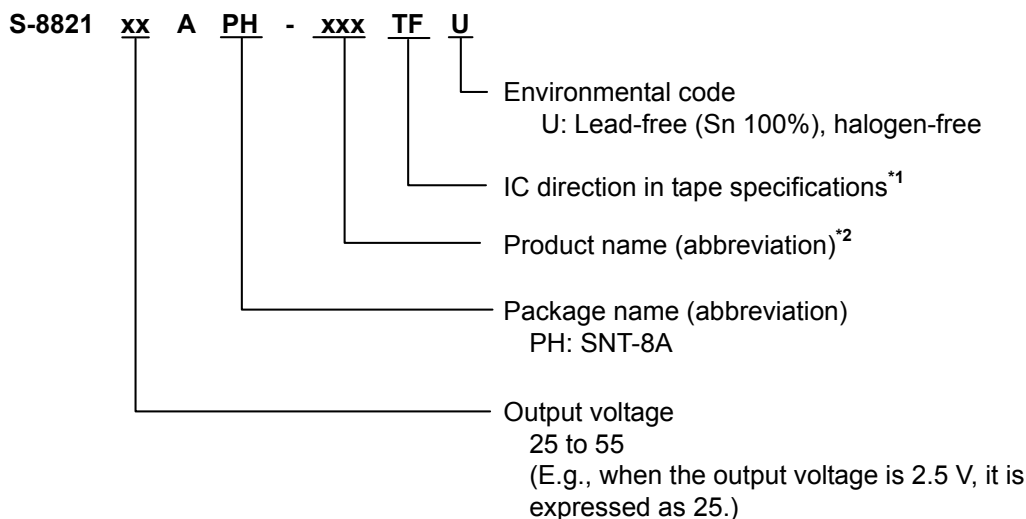 S-8821 xx A PH - xxx TF U
Environmental code
U: Lead-free (Sn 100%), halogen-free
IC direction in tape specifications*1
Product name (abbreviation)*2
Package name (abbreviation)
PH: SNT-8A
Output voltage
25 to 55
(E.g., when the output voltage is 2.5 V, it is
expressed as 25.)